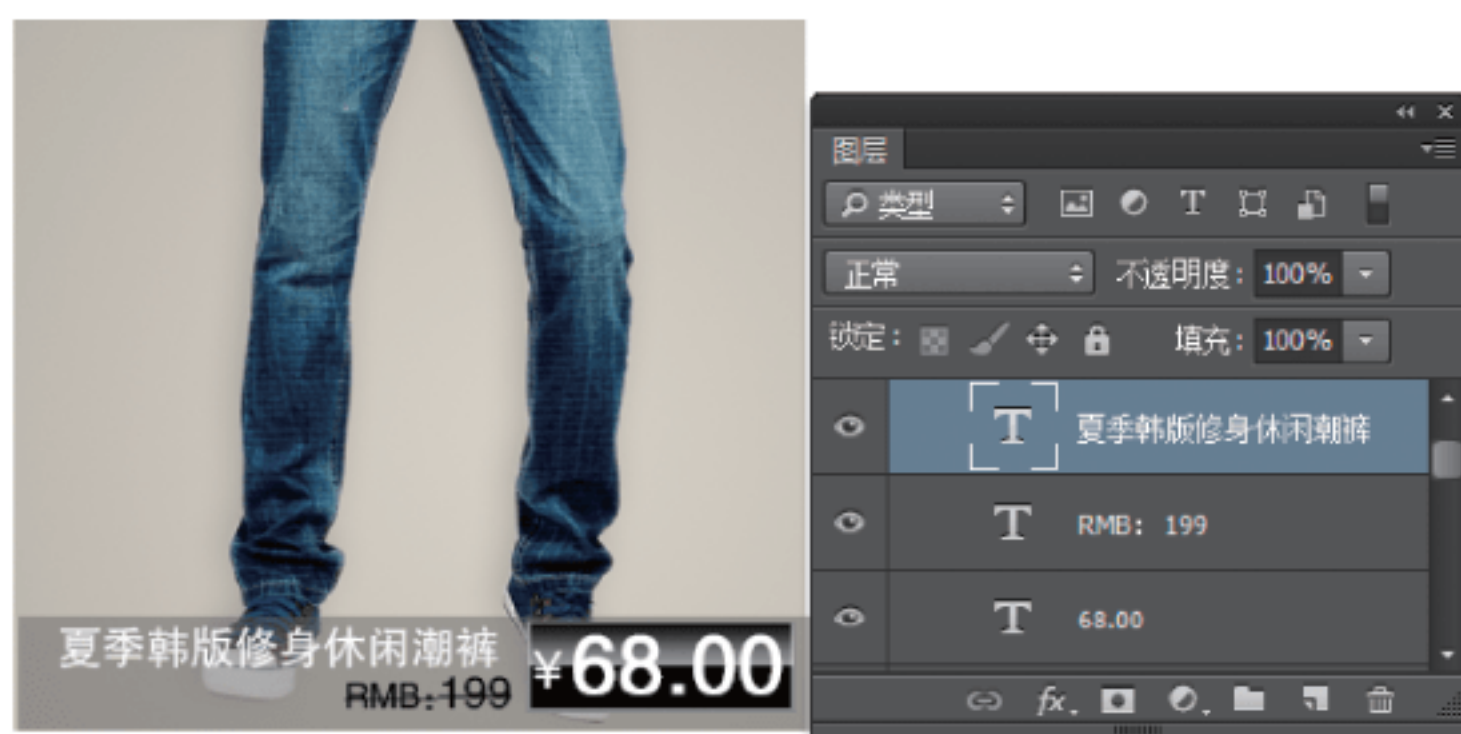 夏季韩版修身休闲潮裤
RMB:199
¥68.00
图层
类型
T
正常
不透明度: 100%
锁定:
填充: 100%
T 夏季韩版修身休闲潮裤
T RMB: 199
T 68.00
fx